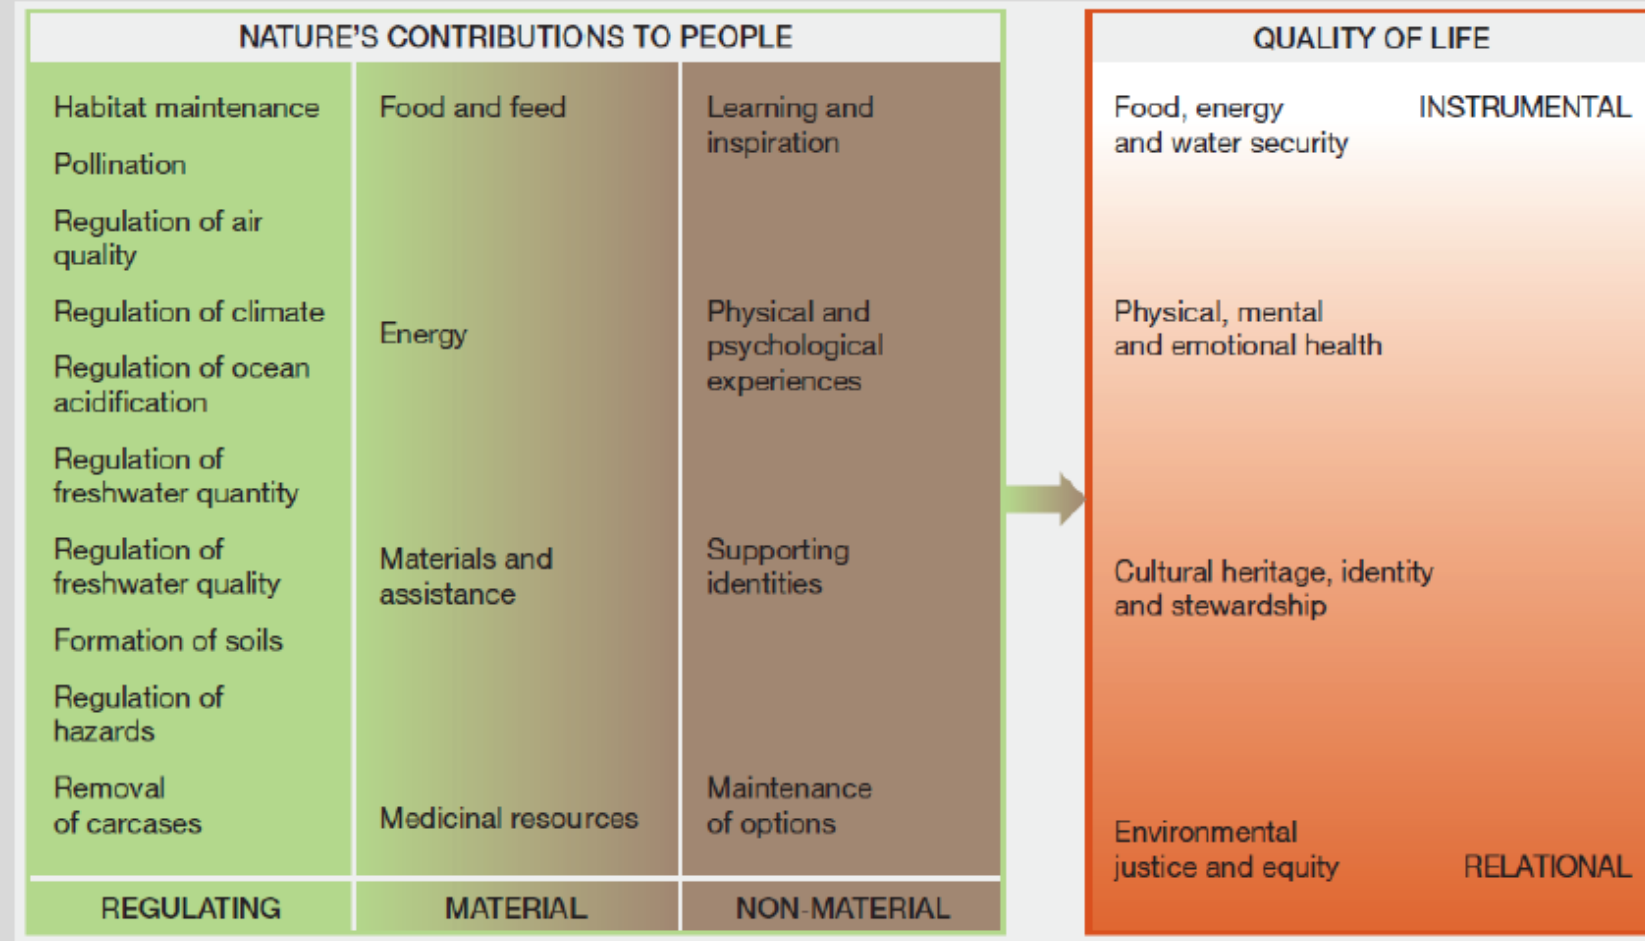 NATURE'S CONTRIBUTIONS TO PEOPLE
Habitat maintenance
Pollination
Regulation of air
quality
Regulation of climate
Regulation of ocean
acidification
Regulation of
freshwater quantity
Regulation of
freshwater quality
Formation of soils
Regulation of
hazards
Removal
of carcases
REGULATING
Food and feed
Energy
Materials and
assistance
Medicinal resources
MATERIAL
Learning and
inspiration
Physical and
psychological
experiences
Supporting
identities
Maintenance
of options
NON-MATERIAL
QUALITY OF LIFE
Food, energy
and water security
INSTRUMENTAL
Physical, mental
and emotional health
Cultural heritage, identity
and stewardship
Environmental
justice and equity
RELATIONAL